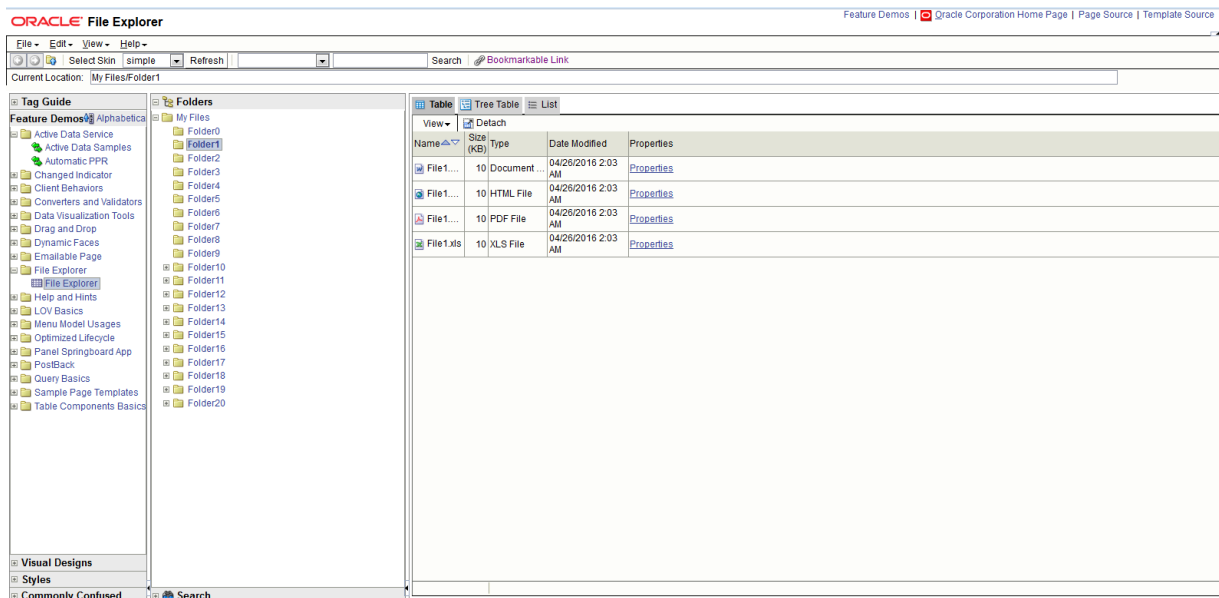 ORACLE File Explorer
Feature Demos | Oracle Corporation Home Page | Page Source | Template Source
File Edit View Help
Select Skin simple Refresh Search Bookmarkable Link
Current Location: My Files/Folder1
Tag Guide
Feature Demos Alphabetica
Active Data Service
Active Data Samples
Automatic PPR
Changed Indicator
Client Behaviors
Converters and Validators
Data Visualization Tools
Drag and Drop
Dynamic Faces
Emailable Page
File Explorer
File Explorer
Help and Hints
LOV Basics
Menu Model Usages
Optimized Lifecycle
Panel Springboard App
PostBack
Query Basics
Sample Page Templates
Table Components Basics
Visual Designs
Styles
Commonly Confused
Folders
My Files
Folder0
Folder1
Folder2
Folder3
Folder4
Folder5
Folder6
Folder7
Folder8
Folder9
Folder10
Folder11
Folder12
Folder13
Folder14
Folder15
Folder16
Folder17
Folder18
Folder19
Folder20
Search
Table Tree Table List
View Detach
Name Size (KB) Type Date Modified Properties
File1.... 10 Document ... 04/26/2016 2:03 AM Properties
File1.... 10 HTML File 04/26/2016 2:03 AM Properties
File1.... 10 PDF File 04/26/2016 2:03 AM Properties
File1.xls 10 XLS File 04/26/2016 2:03 AM Properties